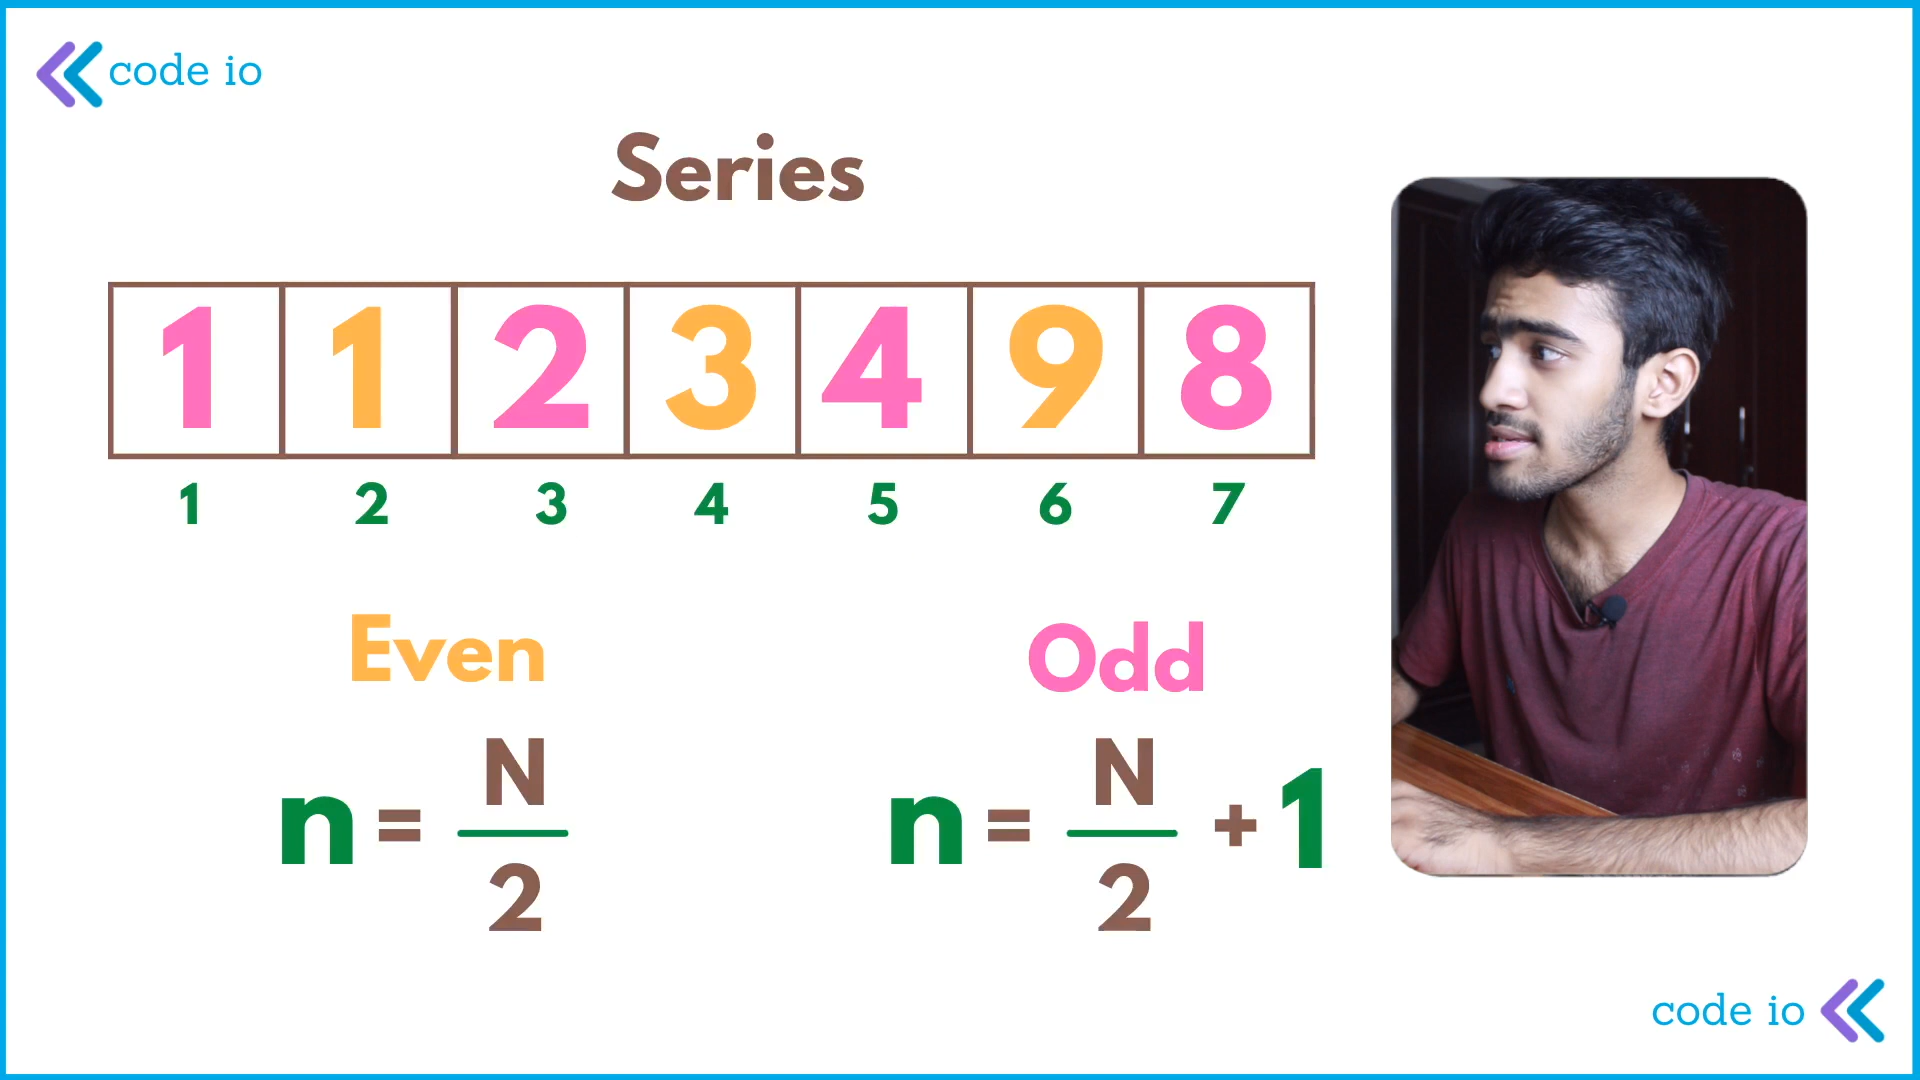 code io
Series
1 1 2 3 4 9 8
1 2 3 4 5 6 7
Even
n = N/2
Odd
n = N/2 + 1
code io